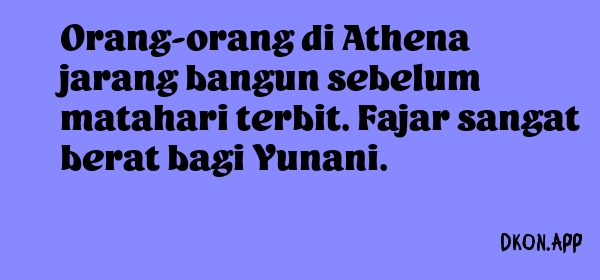 Orang-orang di Athena
jarang bangun sebelum
matahari terbit. Fajar sangat
berat bagi Yunani.
DKON.APP